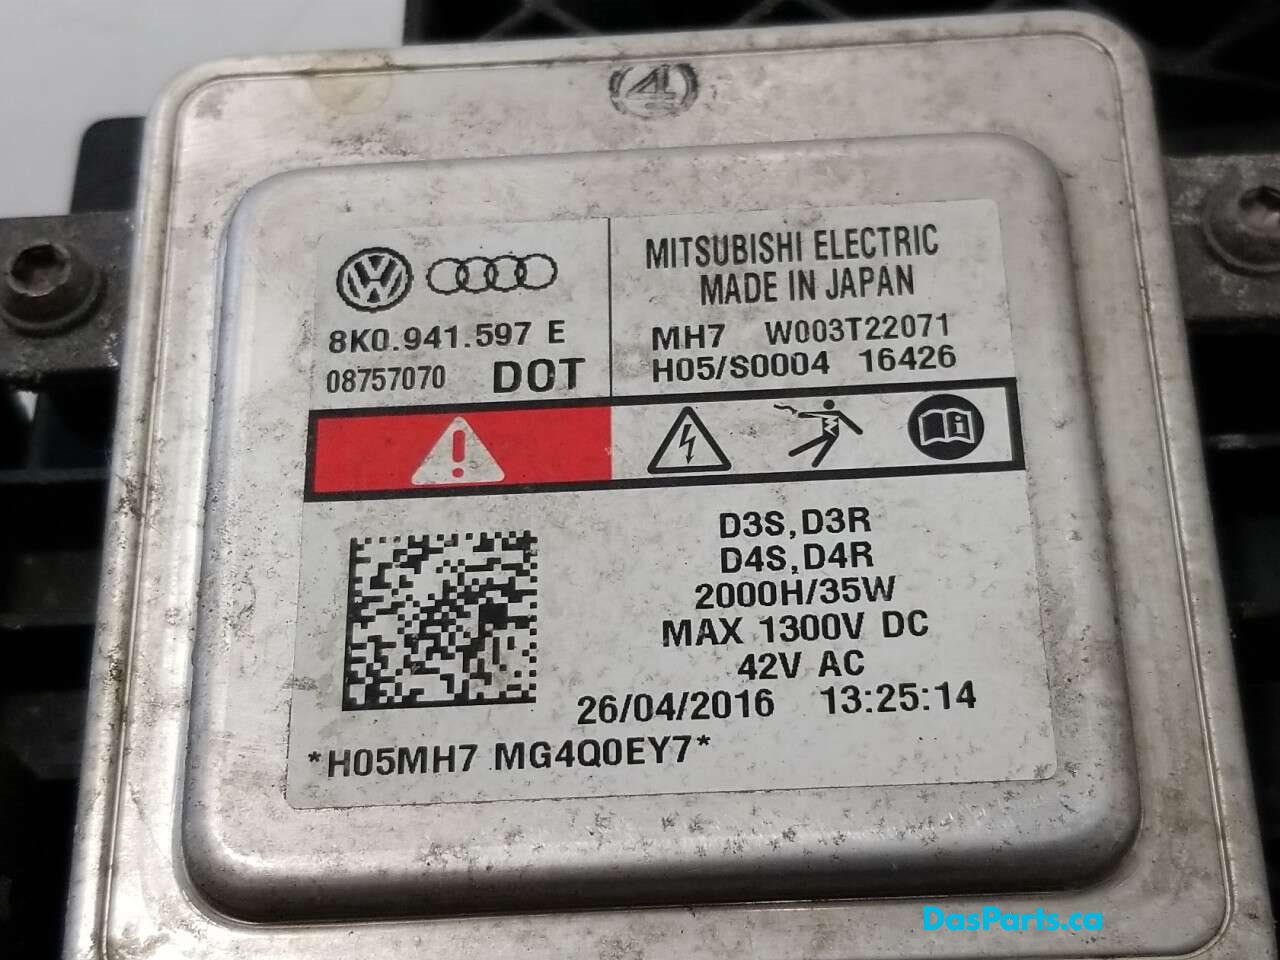 AL
8K0.941.597 E
08757070 DOT
MITSUBISHI ELECTRIC
MADE IN JAPAN
MH7 W003T22071
H05/S0004 16426
D3S,D3R
D4S,D4R
2000H/35W
MAX 1300V DC
42V AC
26/04/2016 13:25:14
*H05MH7 MG4Q0EY7*
DasParts.ca